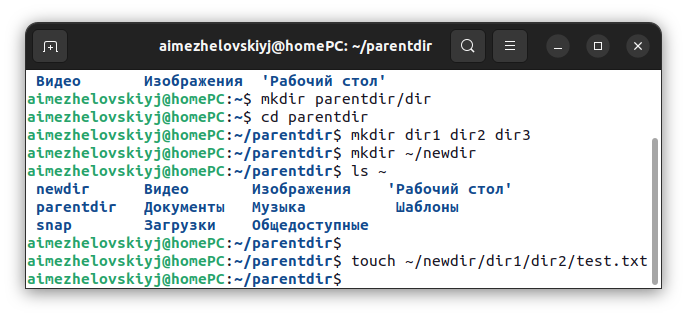 aimezhelovskiyj@homePC: ~/parentdir
Видео Изображения 'Рабочий стол'
aimezhelovskiyj@homePC:~$ mkdir parentdir/dir
aimezhelovskiyj@homePC:~$ cd parentdir
aimezhelovskiyj@homePC:~/parentdir$ mkdir dir1 dir2 dir3
aimezhelovskiyj@homePC:~/parentdir$ mkdir ~/newdir
aimezhelovskiyj@homePC:~/parentdir$ ls ~
newdir Видео Изображения 'Рабочий стол'
parentdir Документы Музыка Шаблоны
snap Загрузки Общедоступные
aimezhelovskiyj@homePC:~/parentdir$
aimezhelovskiyj@homePC:~/parentdir$ touch ~/newdir/dir1/dir2/test.txt
aimezhelovskiyj@homePC:~/parentdir$